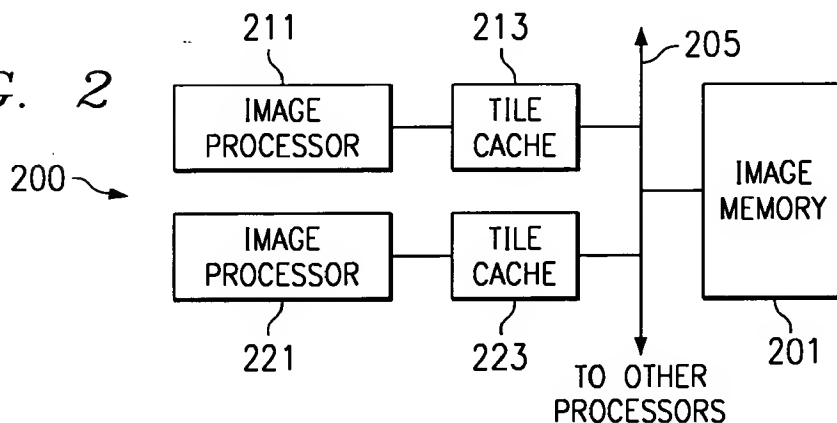 211
213
205
G. 2
IMAGE
PROCESSOR
TILE
CACHE
IMAGE
MEMORY
200
IMAGE
PROCESSOR
TILE
CACHE
221
223
201
TO OTHER
PROCESSORS